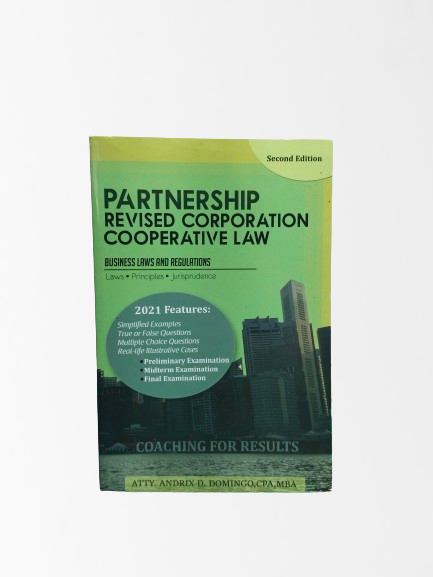 Second Edition
PARTNERSHIP
REVISED CORPORATION
COOPERATIVE LAW
BUSINESS LAWS AND REGULATIONS
Laws • Principles • Jurisprudence
2021 Features:
Simplified Examples
True or False Questions
Multiple Choice Questions
Real-life Illustrative Cases
•Preliminary Examination
•Midterm Examination
•Final Examination
COACHING FOR RESULTS
ATTY. ANDRIX D. DOMINGO,CPA,MBA